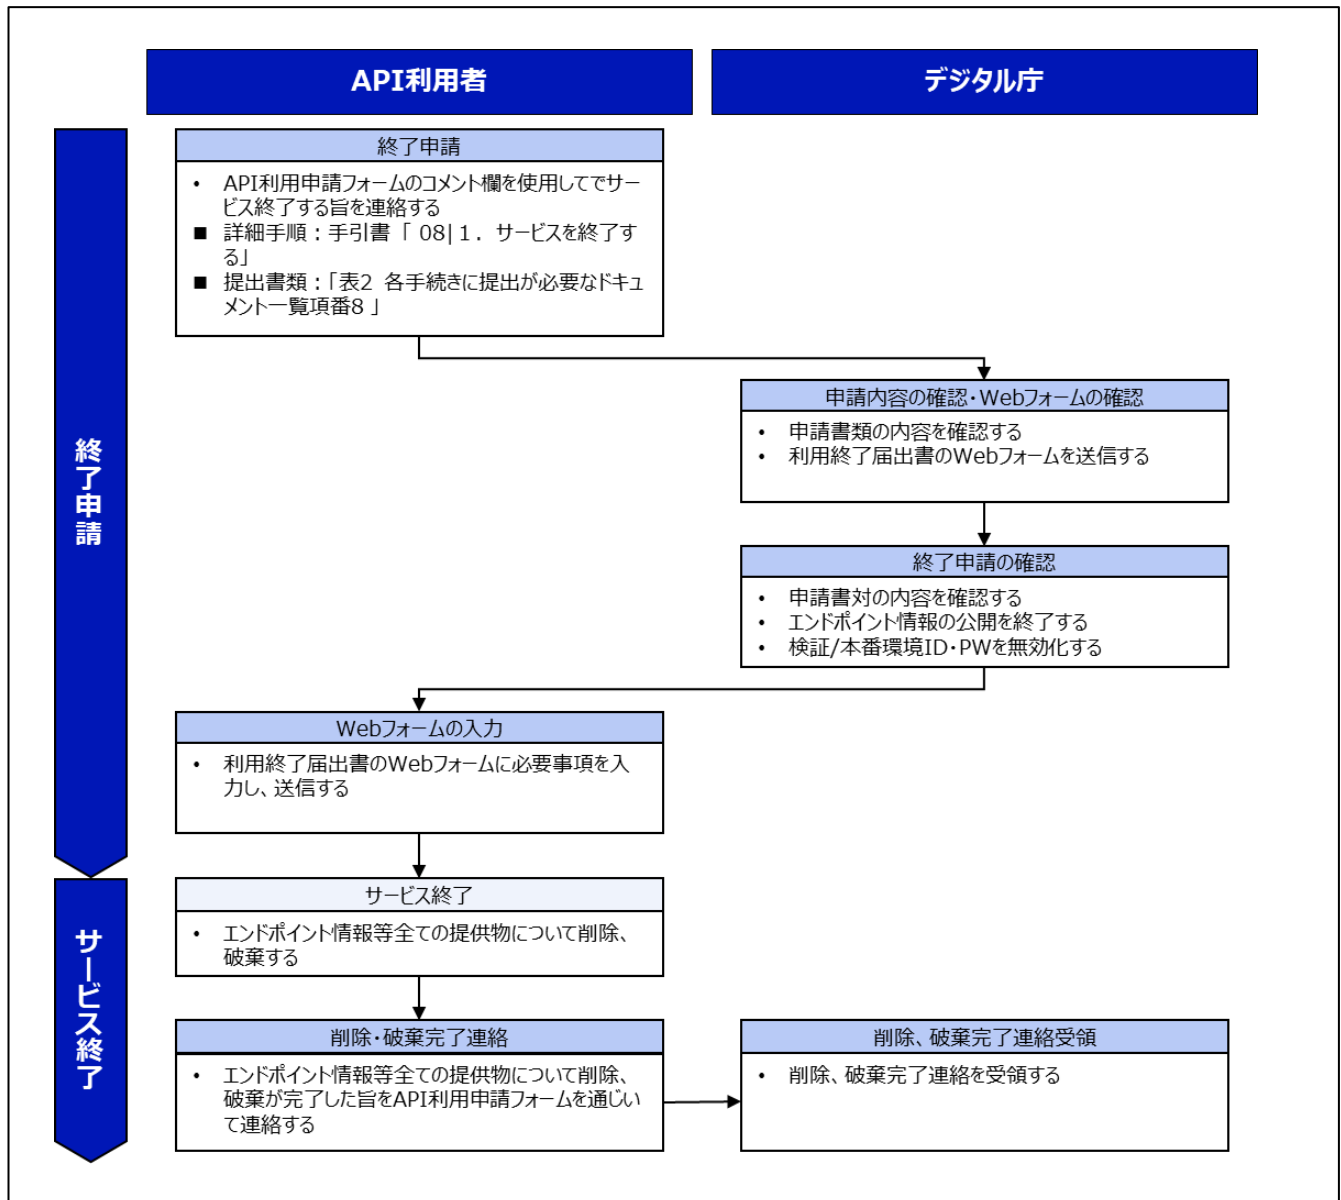 API利用者
デジタル庁
終了申請
終了申請
• API利用申請フォームのコメント欄を使用してでサー
ビス終了する旨を連絡する
■ 詳細手順：手引書「 08|１．サービスを終了す
る」
■ 提出書類：「表2 各手続きに提出が必要なドキュ
メント一覧項番8 」
申請内容の確認・Webフォームの確認
• 申請書類の内容を確認する
• 利用終了届出書のWebフォームを送信する
終了申請の確認
• 申請書対の内容を確認する
• エンドポイント情報の公開を終了する
• 検証/本番環境ID・PWを無効化する
Webフォームの入力
• 利用終了届出書のWebフォームに必要事項を入
力し、送信する
サービス終了
サービス終了
• エンドポイント情報等全ての提供物について削除、
破棄する
削除・破棄完了連絡
• エンドポイント情報等全ての提供物について削除、
破棄が完了した旨をAPI利用申請フォームを通じい
て連絡する
削除、破棄完了連絡受領
• 削除、破棄完了連絡を受領する